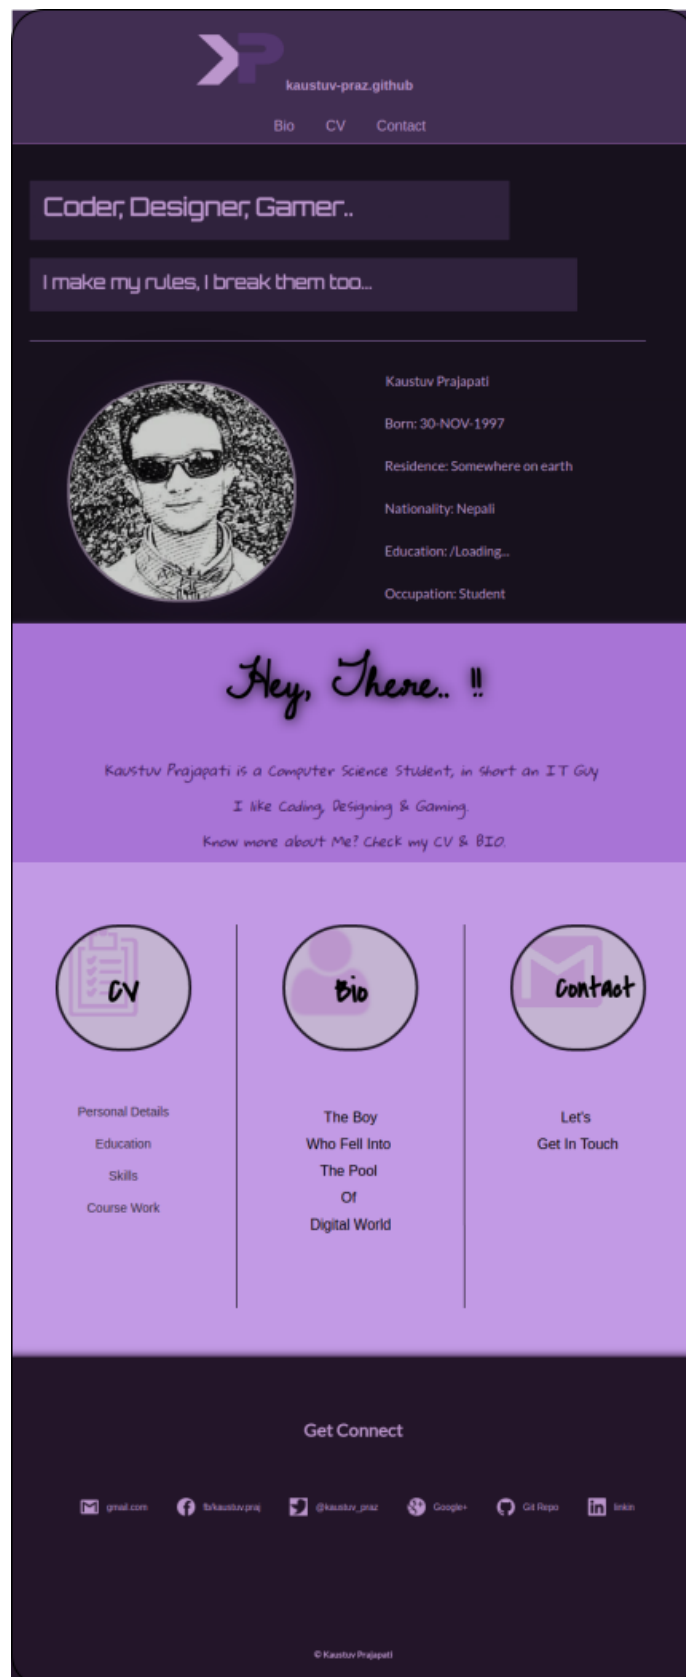 KP
kaustuv-praz.github
Bio CV Contact
Coder, Designer, Gamer..
I make my rules, I break them too...
Kaustuv Prajapati
Born: 30-NOV-1997
Residence: Somewhere on earth
Nationality: Nepali
Education: /Loading...
Occupation: Student
Hey, There.. !!
Kaustuv Prajapati is a Computer Science Student, in short an IT Guy
I like Coding, Designing & Gaming.
Know more about Me? Check my CV & BIO.
CV
Personal Details
Education
Skills
Course Work
Bio
The Boy
Who Fell Into
The Pool
Of
Digital World
Contact
Let's
Get In Touch
Get Connect
gmail.com fb/kaustuv.praj @kaustuv_praz Google+ Git Repo linkin
© Kaustuv Prajapati